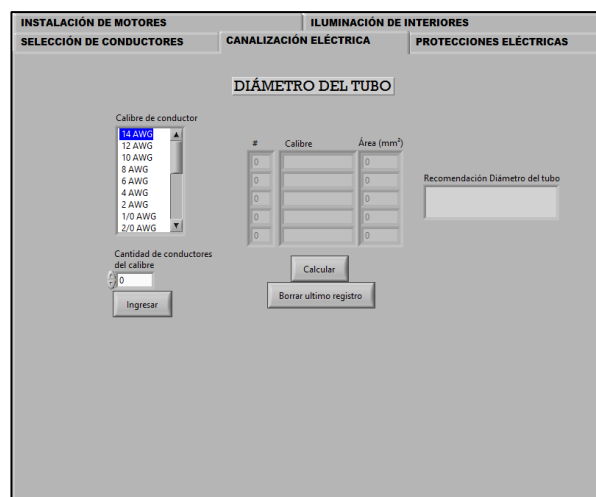 INSTALACIÓN DE MOTORES
ILUMINACIÓN DE INTERIORES
SELECCIÓN DE CONDUCTORES
CANALIZACIÓN ELÉCTRICA
PROTECCIONES ELÉCTRICAS
DIÁMETRO DEL TUBO
Calibre de conductor
14 AWG
12 AWG
10 AWG
8 AWG
6 AWG
4 AWG
2 AWG
1/0 AWG
2/0 AWG
Cantidad de conductores
del calibre
0
Ingresar
# Calibre Área (mm²)
0 0
0 0
0 0
0 0
0 0
Calcular
Borrar ultimo registro
Recomendación Diámetro del tubo